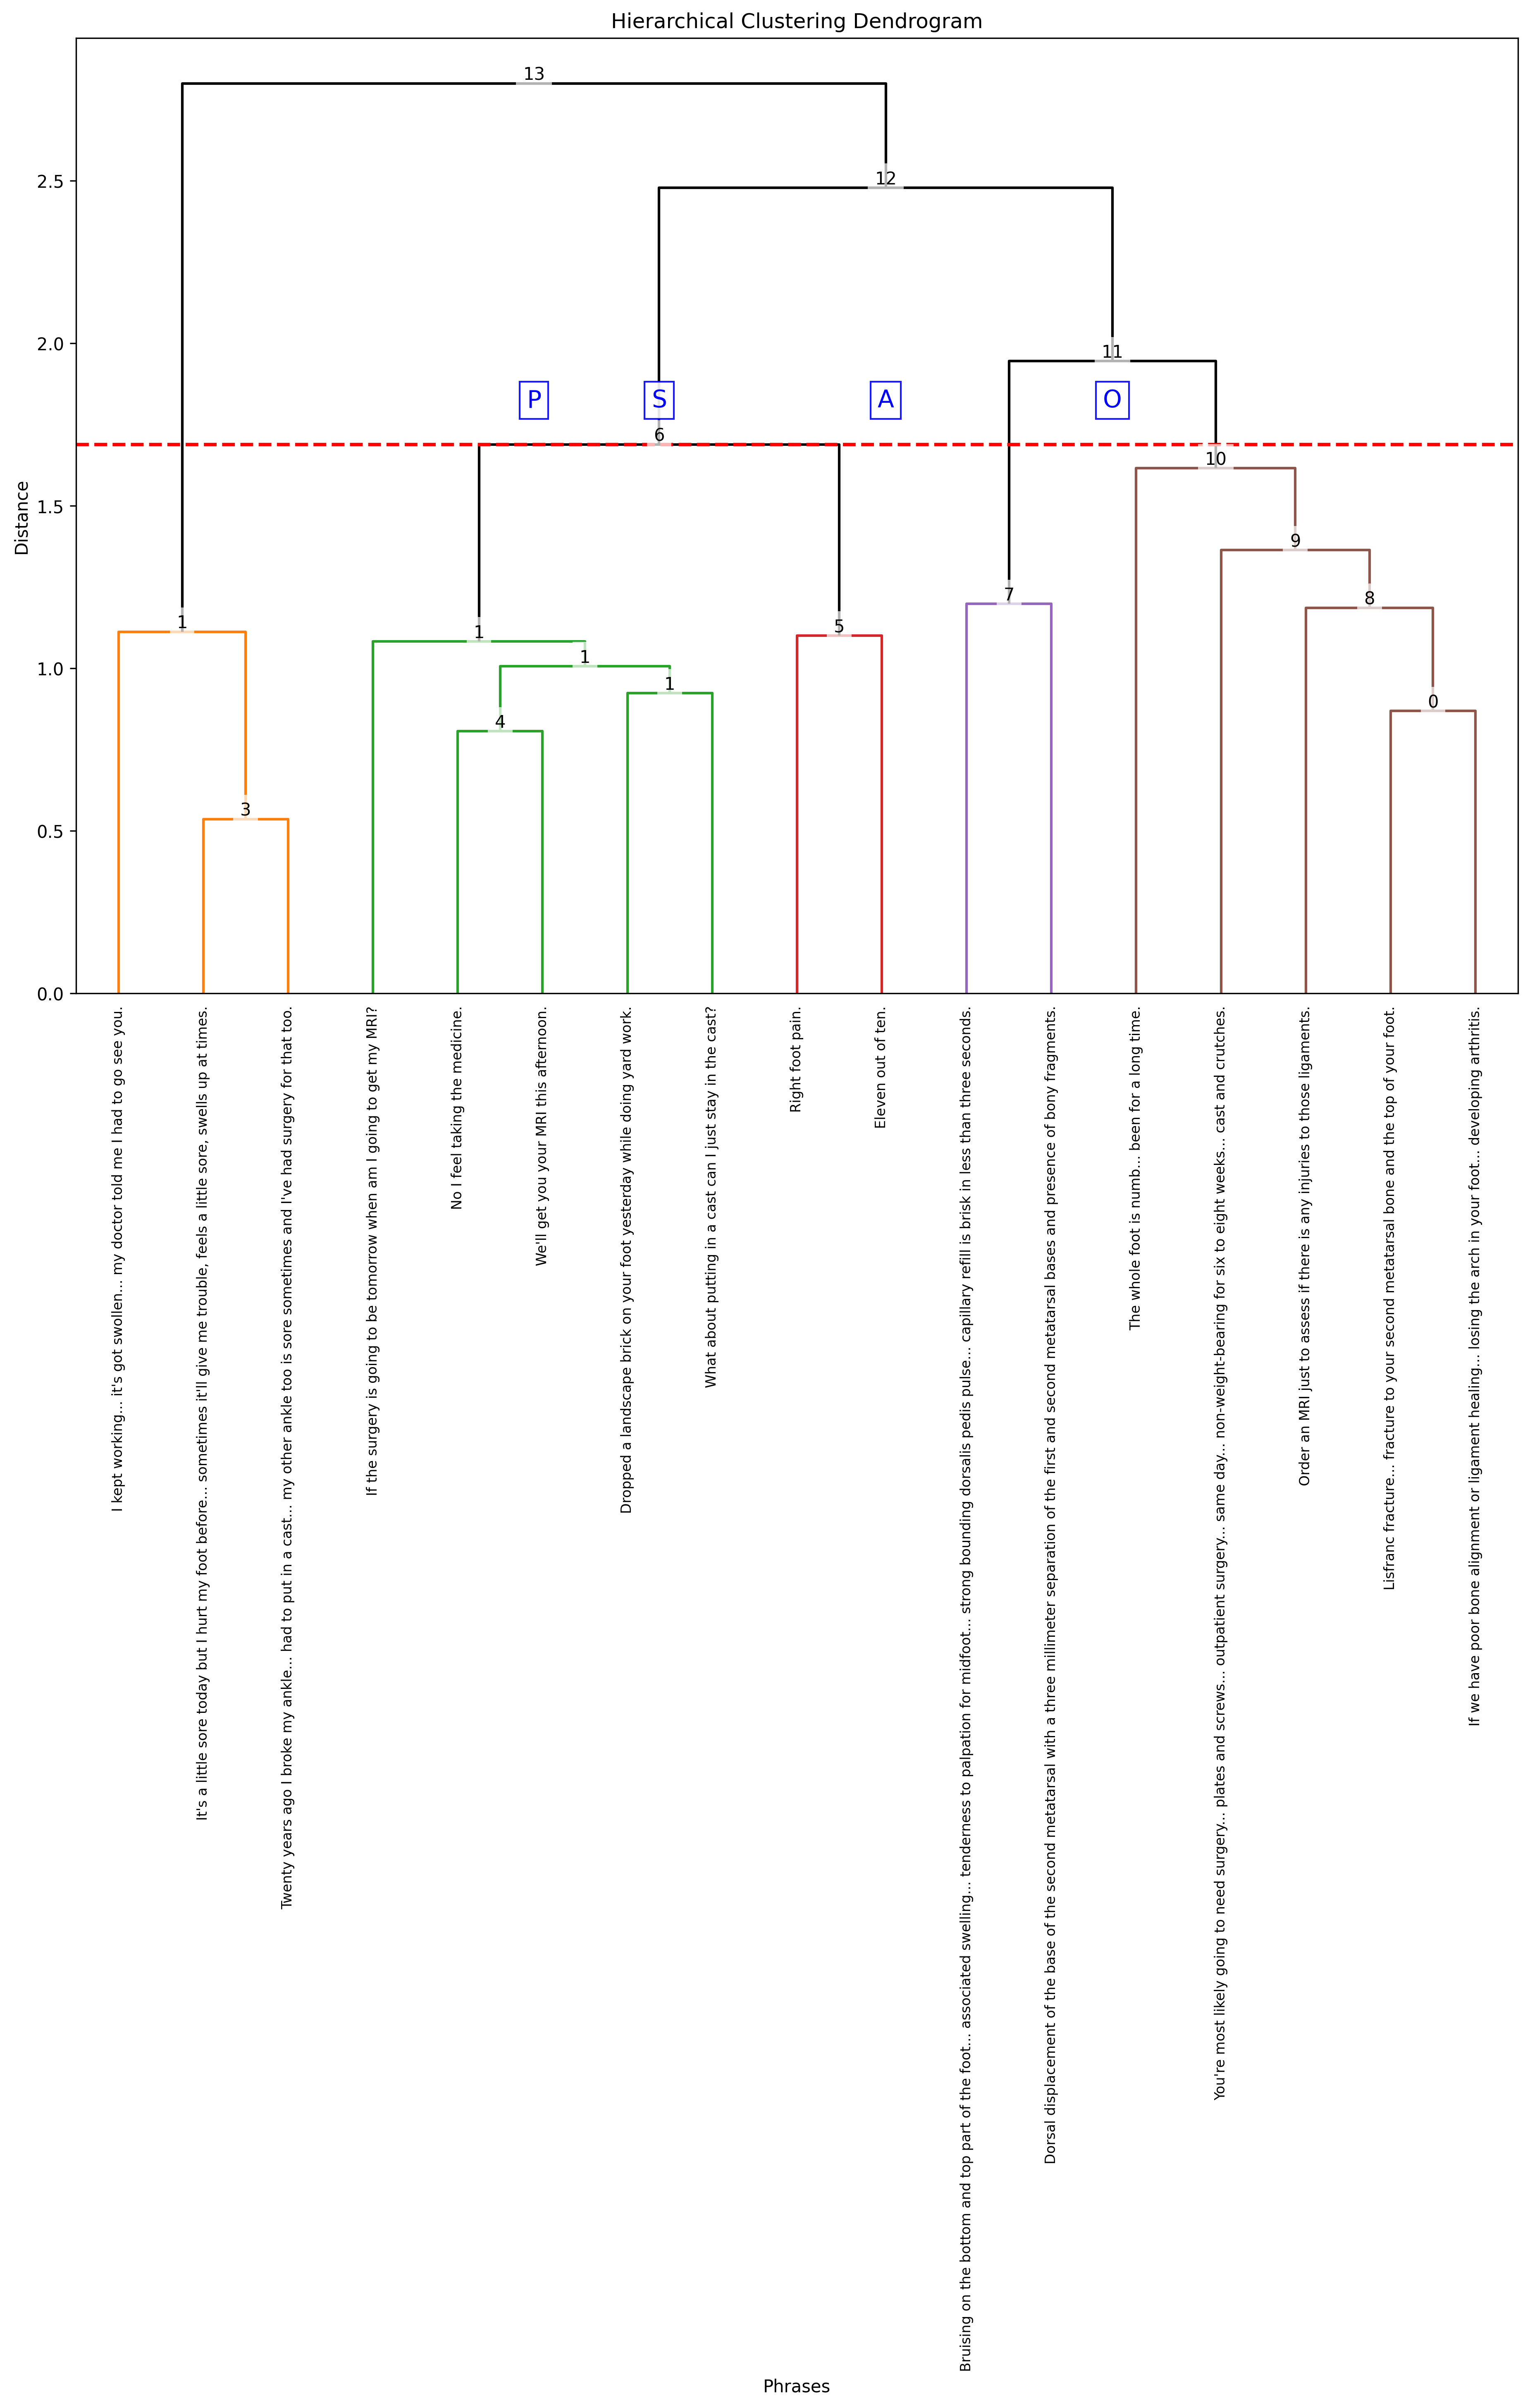 Hierarchical Clustering Dendrogram
13
12
2.5
11
2.0
P
S
A
O
6
10
1.5
9
Distance
8
7
1
5
1
1
1.0
1
0
4
3
0.5
0.0
I kept working... it's got swollen... my doctor told me I had to go see you.
It's a little sore today but I hurt my foot before... sometimes it'll give me trouble, feels a little sore, swells up at times.
Twenty years ago I broke my ankle... had to put in a cast... my other ankle too is sore sometimes and I've had surgery for that too.
If the surgery is going to be tomorrow when am I going to get my MRI?
No I feel taking the medicine.
We'll get you your MRI this afternoon.
Dropped a landscape brick on your foot yesterday while doing yard work.
What about putting in a cast can I just stay in the cast?
Right foot pain.
Eleven out of ten.
Bruising on the bottom and top part of the foot... associated swelling... tenderness to palpation for midfoot... strong bounding dorsalis pedis pulse... capillary refill is brisk in less than three seconds.
Dorsal displacement of the base of the second metatarsal with a three millimeter separation of the first and second metatarsal bases and presence of bony fragments.
The whole foot is numb... been for a long time.
You're most likely going to need surgery... plates and screws... outpatient surgery... same day... non-weight-bearing for six to eight weeks... cast and crutches.
Order an MRI just to assess if there is any injuries to those ligaments.
Lisfranc fracture... fracture to your second metatarsal bone and the top of your foot.
If we have poor bone alignment or ligament healing... losing the arch in your foot... developing arthritis.
Phrases